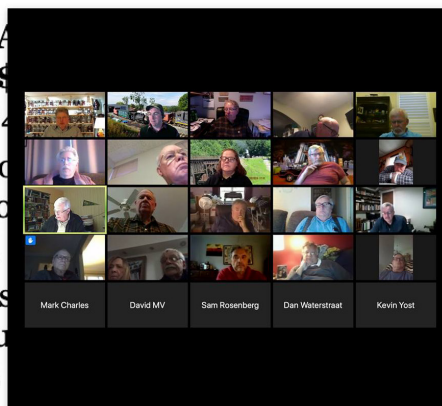 Mark Charles
David MV
Sam Rosenberg
Dan Waterstraat
Kevin Yost